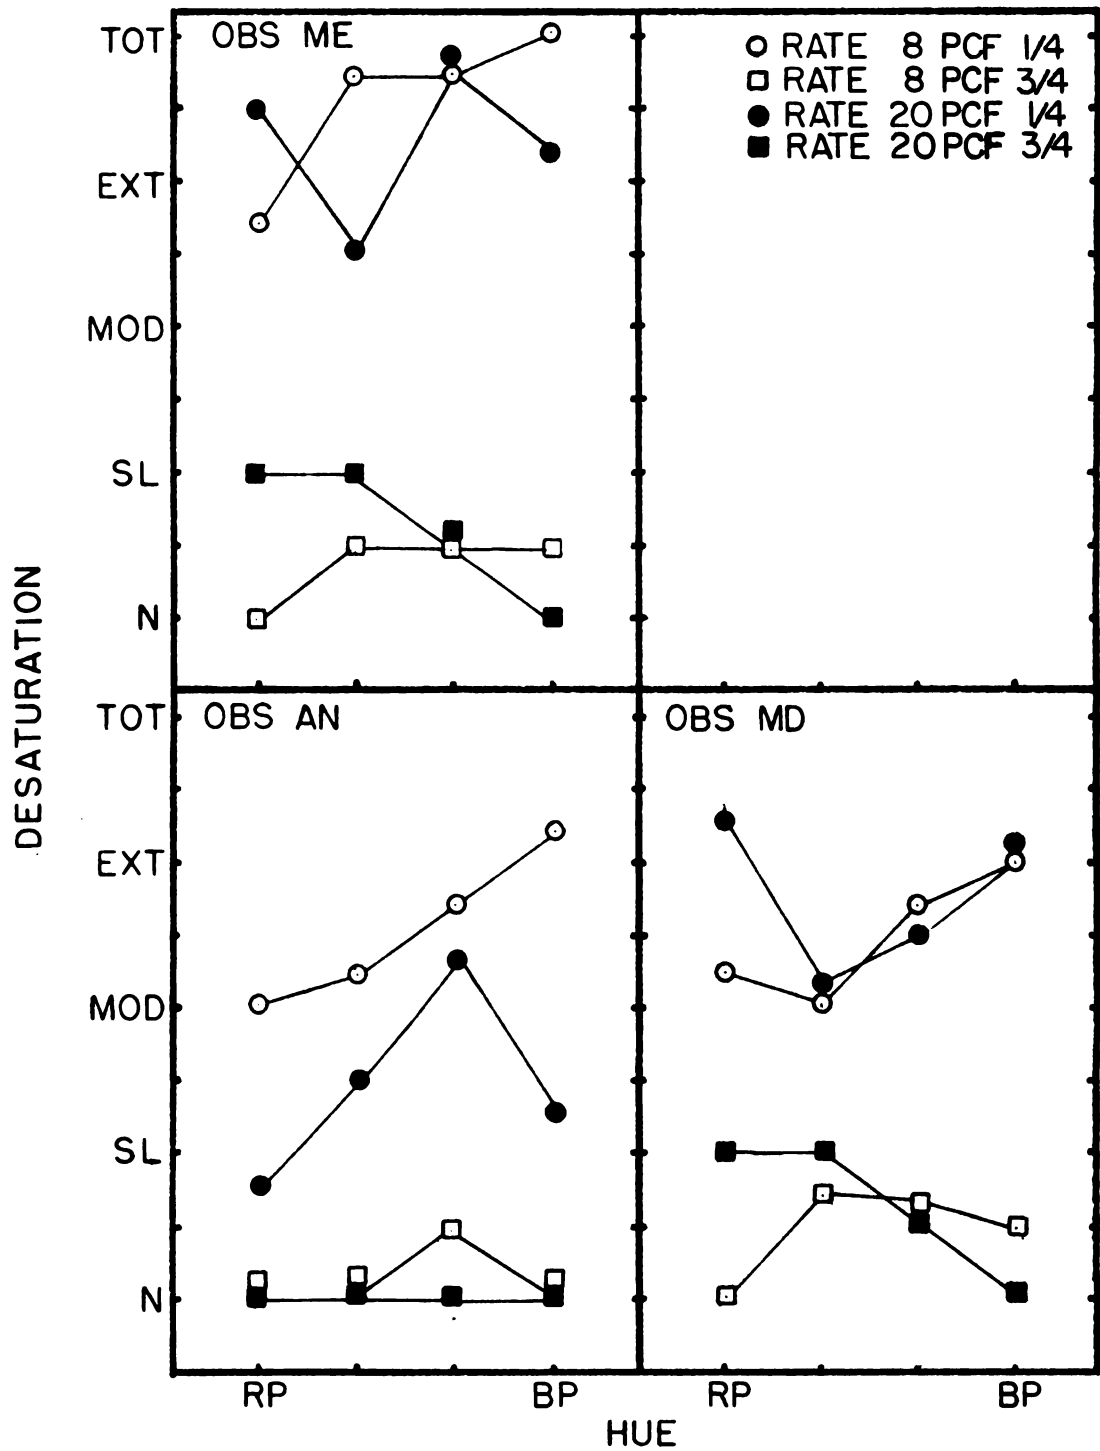 TOT
OBS ME
RATE 8 PCF 1/4
RATE 8 PCF 3/4
RATE 20 PCF 1/4
RATE 20 PCF 3/4
EXT
MOD
SL
N
DESATURATION
TOT
OBS AN
OBS MD
EXT
MOD
SL
N
RP BP RP BP
HUE